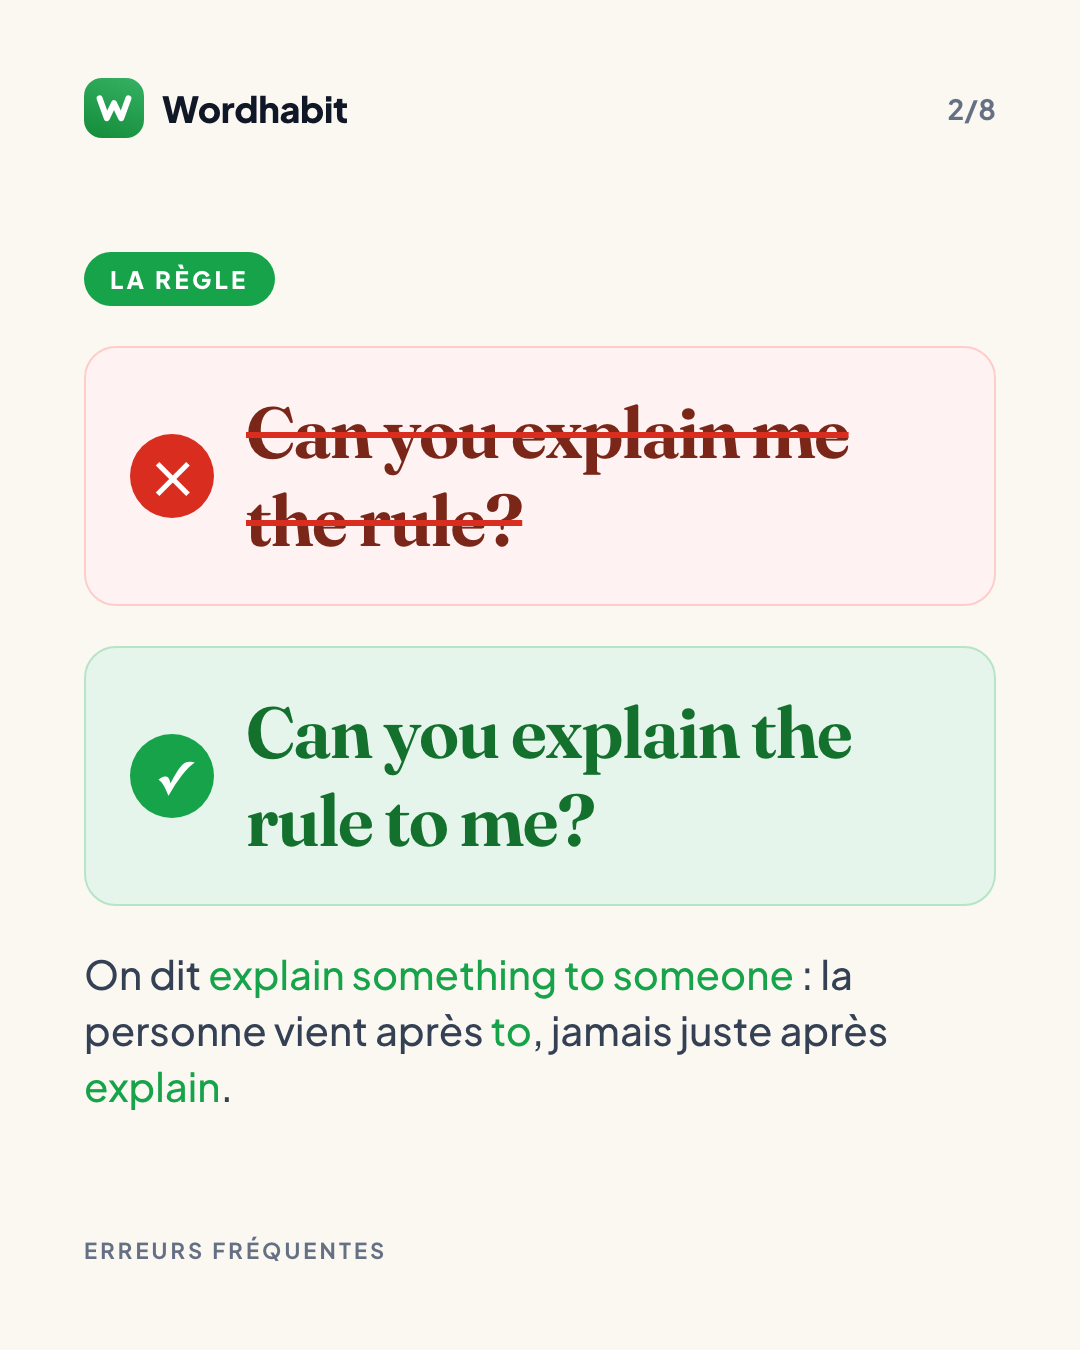 Wordhabit
2/8
LA RÈGLE
Can you explain me
the rule?
Can you explain the
rule to me?
On dit explain something to someone : la
personne vient après to, jamais juste après
explain.
ERREURS FRÉQUENTES